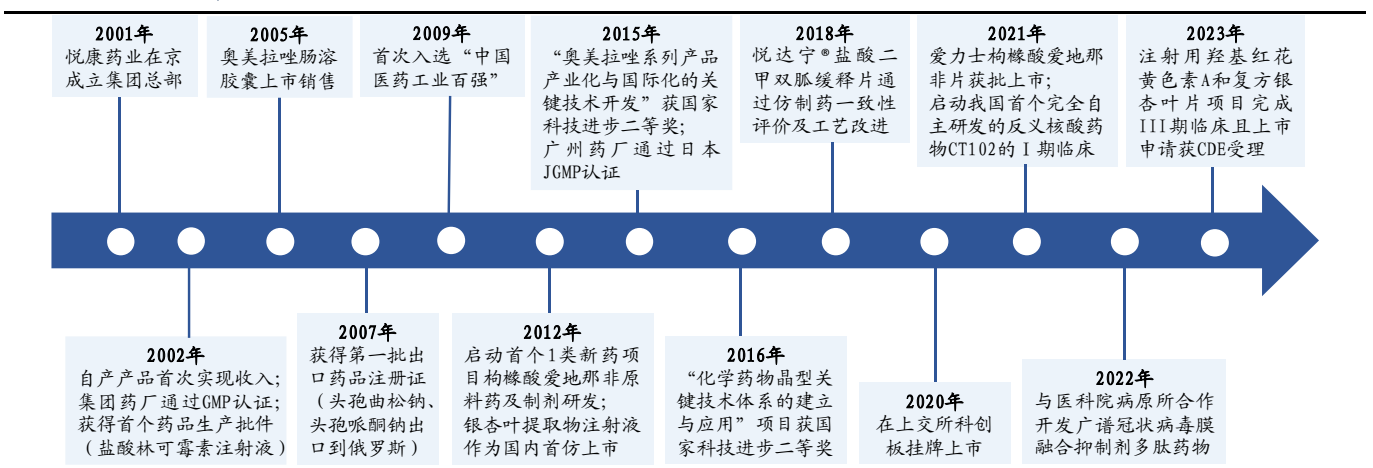 2001年
悦康药业在京
成立集团总部
2005年
奥美拉唑肠溶
胶囊上市销售
2009年
首次入选“中国
医药工业百强”
2015年
“奥美拉唑系列产品
产业化与国际化的关
键技术开发”获国家
科技进步二等奖;
广州药厂通过日本
JGMP认证
2018年
悦达宁®盐酸二
甲双胍缓释片通
过仿制药一致性
评价及工艺改进
2021年
爱力士枸橼酸爱地那
非片获批上市;
启动我国首个完全自
主研发的反义核酸药
物CT102的Ⅰ期临床
2023年
注射用羟基红花
黄色素A和复方银
杏叶片项目完成
III期临床且上市
申请获CDE受理
2002年
自产产品首次实现收入;
集团药厂通过GMP认证;
获得首个药品生产批件
（盐酸林可霉素注射液）
2007年
获得第一批出
口药品注册证
（头孢曲松钠、
头孢哌酮钠出
口到俄罗斯）
2012年
启动首个1类新药项
目枸橼酸爱地那非原
料药及制剂研发;
银杏叶提取物注射液
作为国内首仿上市
2016年
“化学药物晶型关
键技术体系的建立
与应用”项目获国
家科技进步二等奖
2020年
在上交所科创
板挂牌上市
2022年
与医科院病原所合作
开发广谱冠状病毒膜
融合抑制剂多肽药物